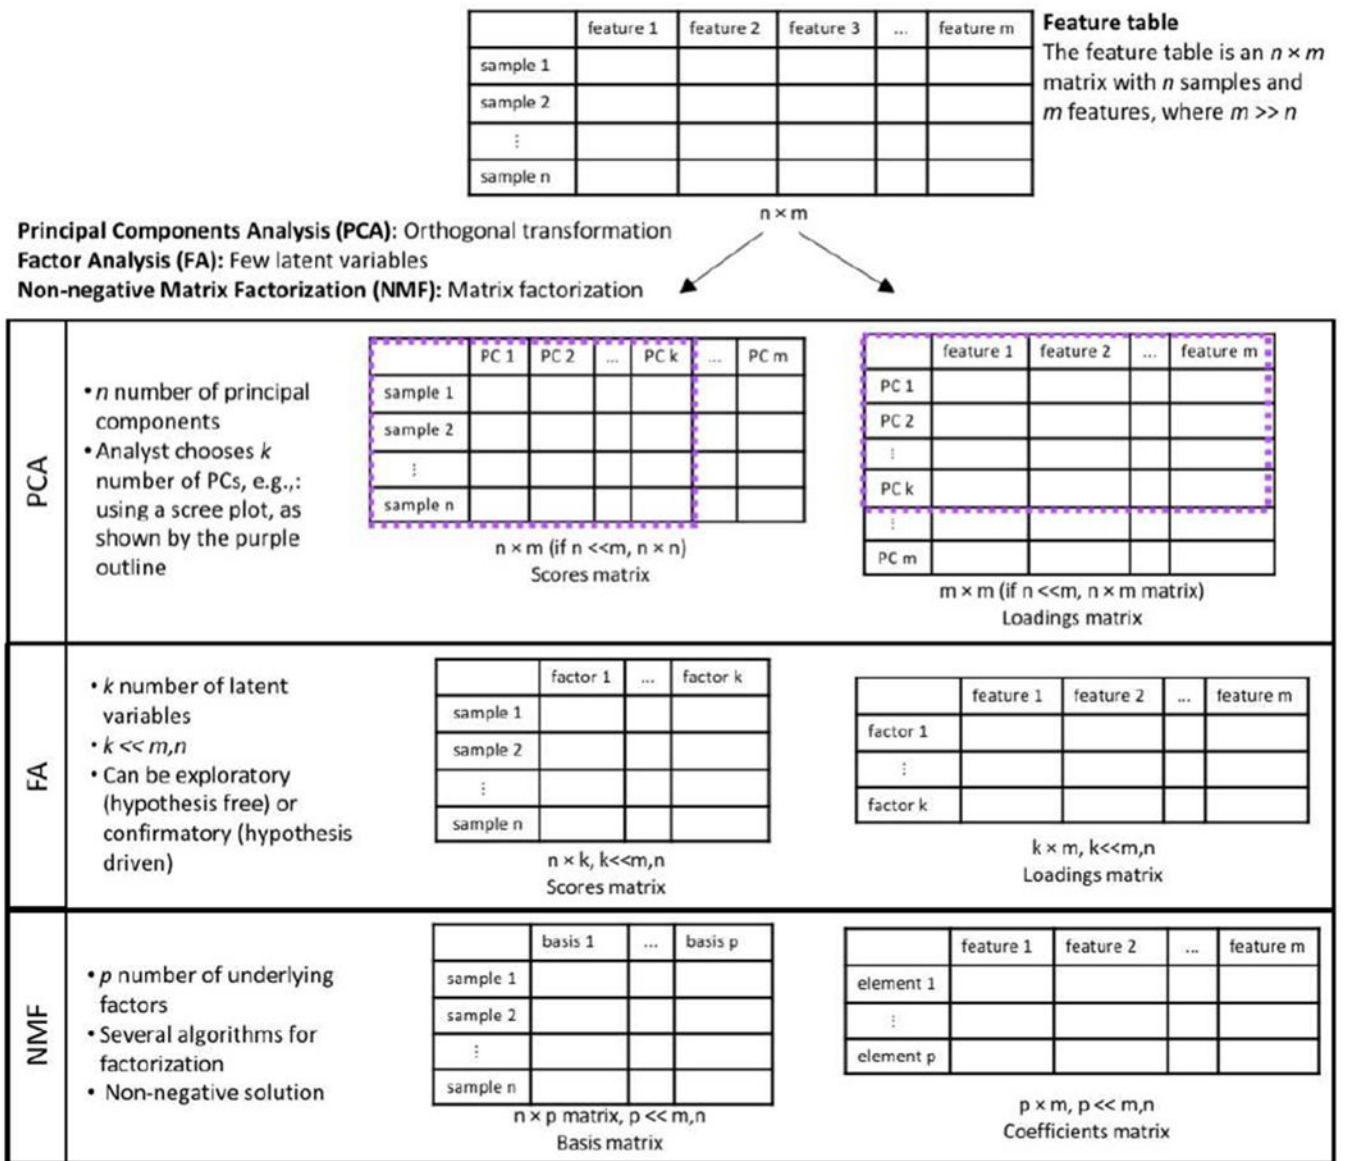 feature 1 feature 2 feature 3 ... feature m
sample 1
sample 2
⋮
sample n
n × m
Feature table
The feature table is an n × m
matrix with n samples and
m features, where m >> n
Principal Components Analysis (PCA): Orthogonal transformation
Factor Analysis (FA): Few latent variables
Non-negative Matrix Factorization (NMF): Matrix factorization
PCA
• n number of principal
components
• Analyst chooses k
number of PCs, e.g.,:
using a scree plot, as
shown by the purple
outline
PC 1 PC 2 ... PC k ... PC m
sample 1
sample 2
⋮
sample n
n × m (if n <<m, n × n)
Scores matrix
feature 1 feature 2 ... feature m
PC 1
PC 2
⋮
PC k
⋮
PC m
m × m (if n <<m, n × m matrix)
Loadings matrix
FA
• k number of latent
variables
• k << m,n
• Can be exploratory
(hypothesis free) or
confirmatory (hypothesis
driven)
factor 1 ... factor k
sample 1
sample 2
⋮
sample n
n × k, k<<m,n
Scores matrix
feature 1 feature 2 ... feature m
factor 1
⋮
factor k
k × m, k<<m,n
Loadings matrix
NMF
• p number of underlying
factors
• Several algorithms for
factorization
• Non-negative solution
basis 1 ... basis p
sample 1
sample 2
⋮
sample n
n × p matrix, p << m,n
Basis matrix
feature 1 feature 2 ... feature m
element 1
⋮
element p
p × m, p << m,n
Coefficients matrix